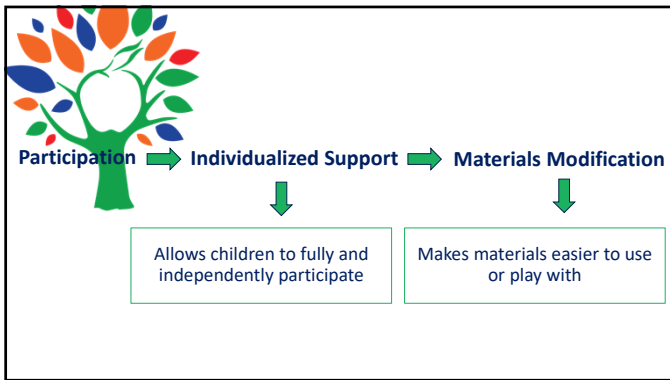 Participation Individualized Support Materials Modification
Allows children to fully and
independently participate
Makes materials easier to use
or play with